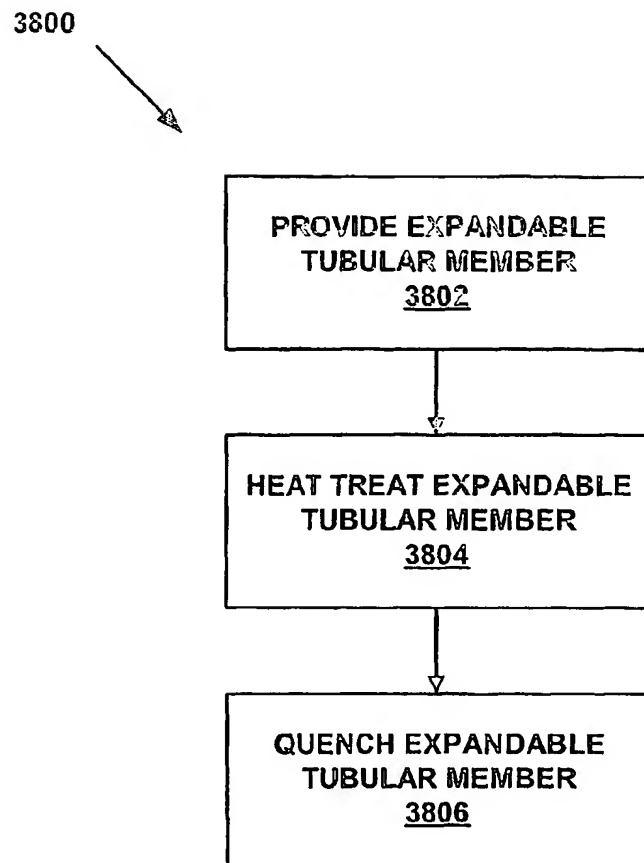 3800
PROVIDE EXPANDABLE
TUBULAR MEMBER
3802
HEAT TREAT EXPANDABLE
TUBULAR MEMBER
3804
QUENCH EXPANDABLE
TUBULAR MEMBER
3806